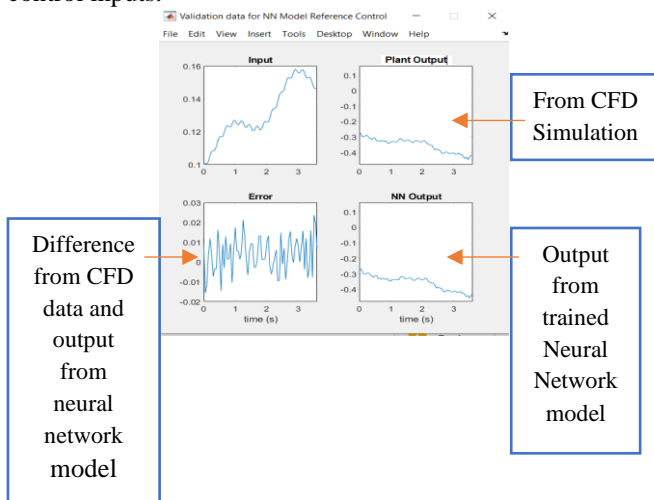 control inputs.
Validation data for NN Model Reference Control
File Edit View Insert Tools Desktop Window Help
Input
0.16
0.14
0.12
0.1
0 1 2 3
Plant Output
0.1
0
-0.1
-0.2
-0.3
-0.4
0 1 2 3
From CFD
Simulation
Error
0.03
0.02
0.01
0
-0.01
-0.02
0 1 2 3
time (s)
NN Output
0.1
0
-0.1
-0.2
-0.3
-0.4
0 1 2 3
time (s)
Difference
from CFD
data and
output
from
neural
network
model
Output
from
trained
Neural
Network
model